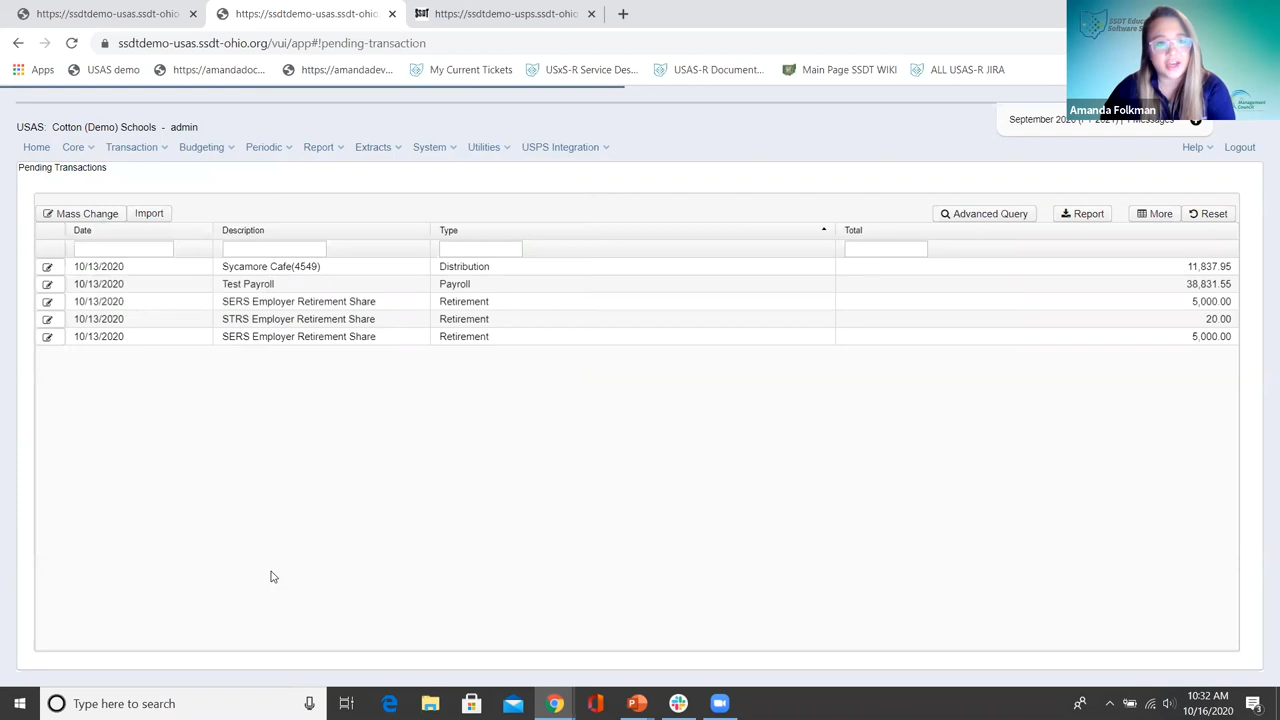 https://ssdtdemo-usas.ssdt-ohio.
https://ssdtdemo-usas.ssdt-ohio.
https://ssdtdemo-usps.ssdt-ohio.
ssdtdemo-usas.ssdt-ohio.org/vui/app#!pending-transaction
Apps
USAS demo
https://amandadoc...
https://amandadev...
My Current Tickets
USxS-R Service Des...
USAS-R Document...
Main Page SSDT WIKI
ALL USAS-R JIRA
Amanda Folkman
USAS: Cotton (Demo) Schools - admin
Home Core Transaction Budgeting Periodic Report Extracts System Utilities USPS Integration Help Logout
Pending Transactions
Mass Change Import Advanced Query Report More Reset
Date Description Type Total
10/13/2020 Sycamore Cafe(4549) Distribution 11,837.95
10/13/2020 Test Payroll Payroll 38,831.55
10/13/2020 SERS Employer Retirement Share Retirement 5,000.00
10/13/2020 STRS Employer Retirement Share Retirement 20.00
10/13/2020 SERS Employer Retirement Share Retirement 5,000.00
Type here to search
10:32 AM
10/16/2020